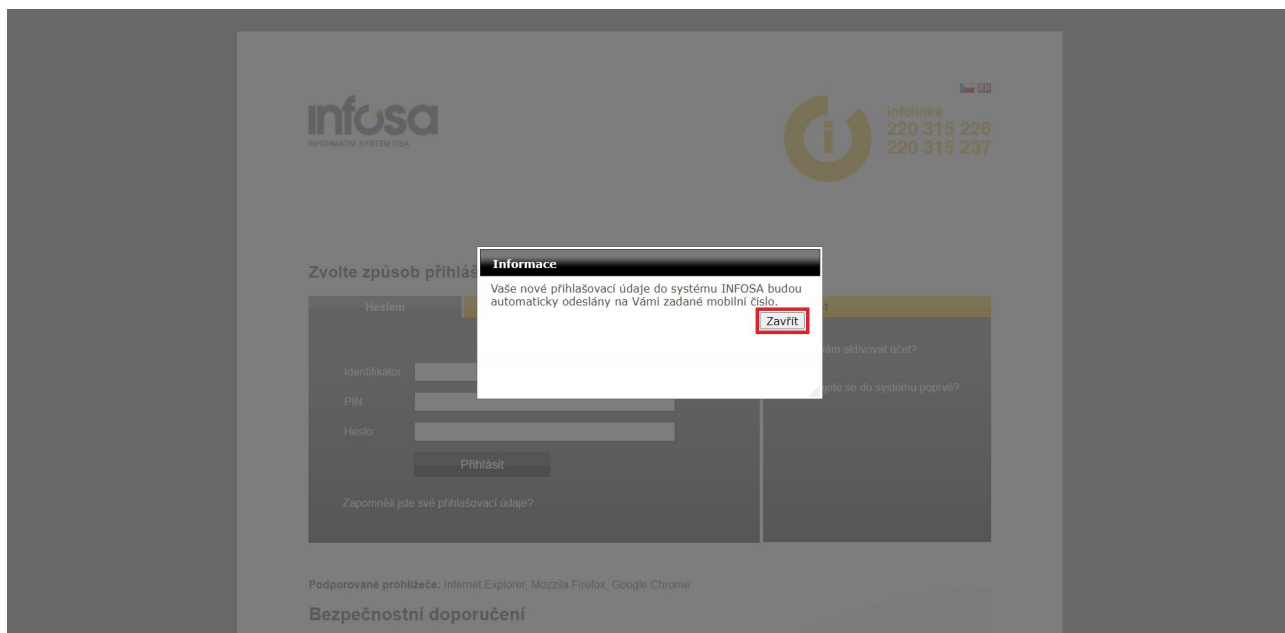 infosa
INFORMAČNÍ SYSTÉM OSA
infolinka
220 315 226
220 315 237
Zvolte způsob přihláš
Informace
Vaše nové přihlašovací údaje do systému INFOSA budou
automaticky odeslány na Vámi zadané mobilní číslo.
Zavřít
Heslem
Identifikátor:
PIN:
Heslo:
Přihlásit
Zapomněli jste své přihlašovací údaje?
aktivovat účet?
se do systému poprvé?
Podporované prohlížeče: Internet Explorer, Mozzila Firefox, Google Chrome
Bezpečnostní doporučení